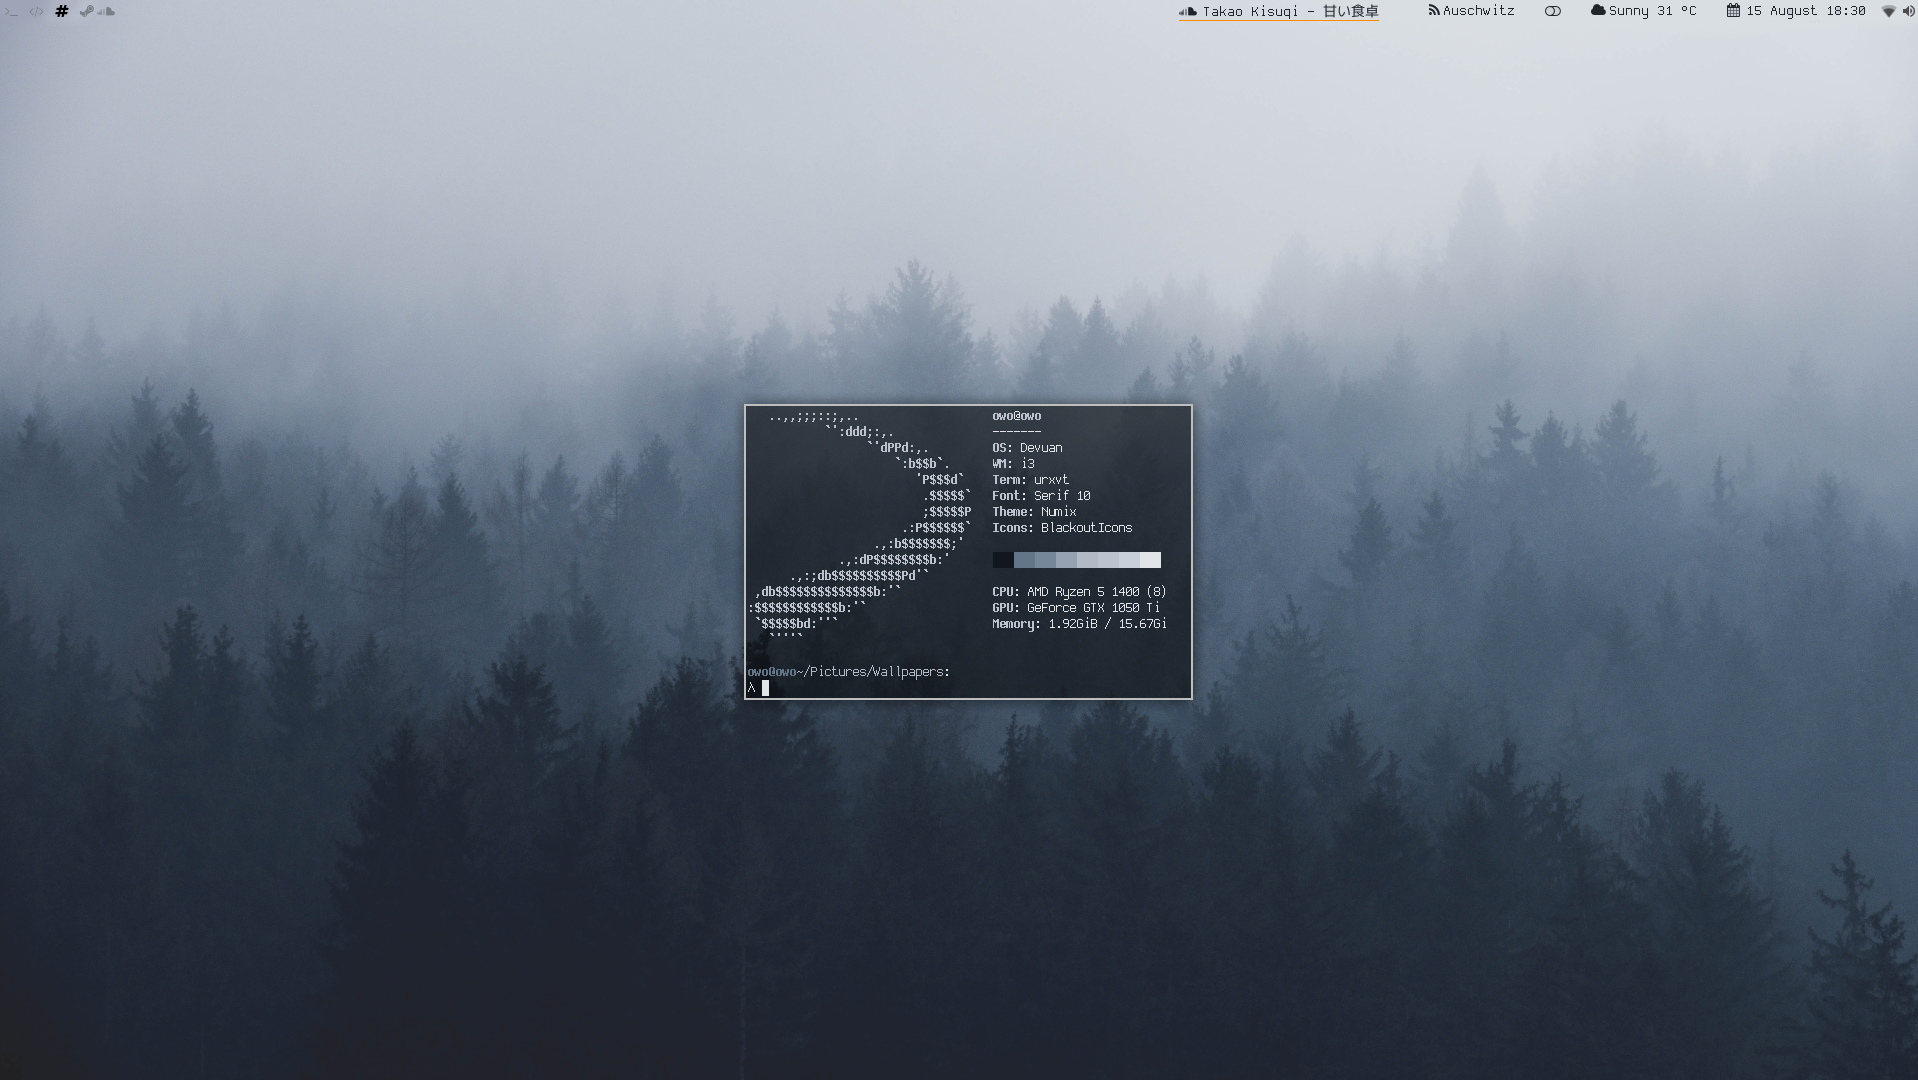 >_ </> #
Takao Kisuqi - 甘い食卓
Auschwitz
Sunny 31 °C
15 August 18:30
..,,;;;::;,..
`':ddd;:,.
`'dPPd:,.
`:b$$b`.
'P$$$d`
.$$$$$`
;$$$$$P
.:P$$$$$$`
.,:b$$$$$$$;'
.,:dP$$$$$$$$b:'
.,:;db$$$$$$$$$$Pd'`
,db$$$$$$$$$$$$$$b:'`
:$$$$$$$$$$$$b:'`
`$$$$$bd:''`
`'''`
owo@owo
-------
OS: Devuan
WM: i3
Term: urxvt
Font: Serif 10
Theme: Numix
Icons: BlackoutIcons
CPU: AMD Ryzen 5 1400 (8)
GPU: GeForce GTX 1050 Ti
Memory: 1.92GiB / 15.67Gi
owo@owo~/Pictures/Wallpapers:
λ